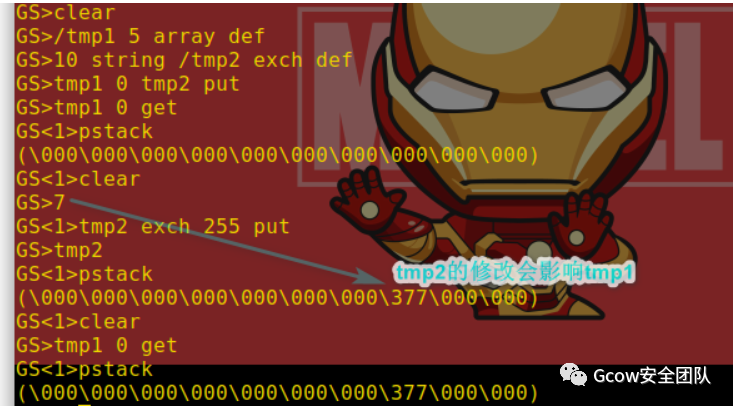 GS>clear
GS>/tmp1 5 array def
GS>10 string /tmp2 exch def
GS>tmp1 0 tmp2 put
GS>tmp1 0 get
GS<1>pstack
(\000\000\000\000\000\000\000\000\000\000)
GS<1>clear
GS>7
GS<1>tmp2 exch 255 put
GS>tmp2
tmp2的修改会影响tmp1
GS<1>pstack
(\000\000\000\000\000\000\000\377\000\000)
GS<1>clear
GS>tmp1 0 get
GS<1>pstack
Gcow安全团队
(\000\000\000\000\000\000\000\377\000\000)